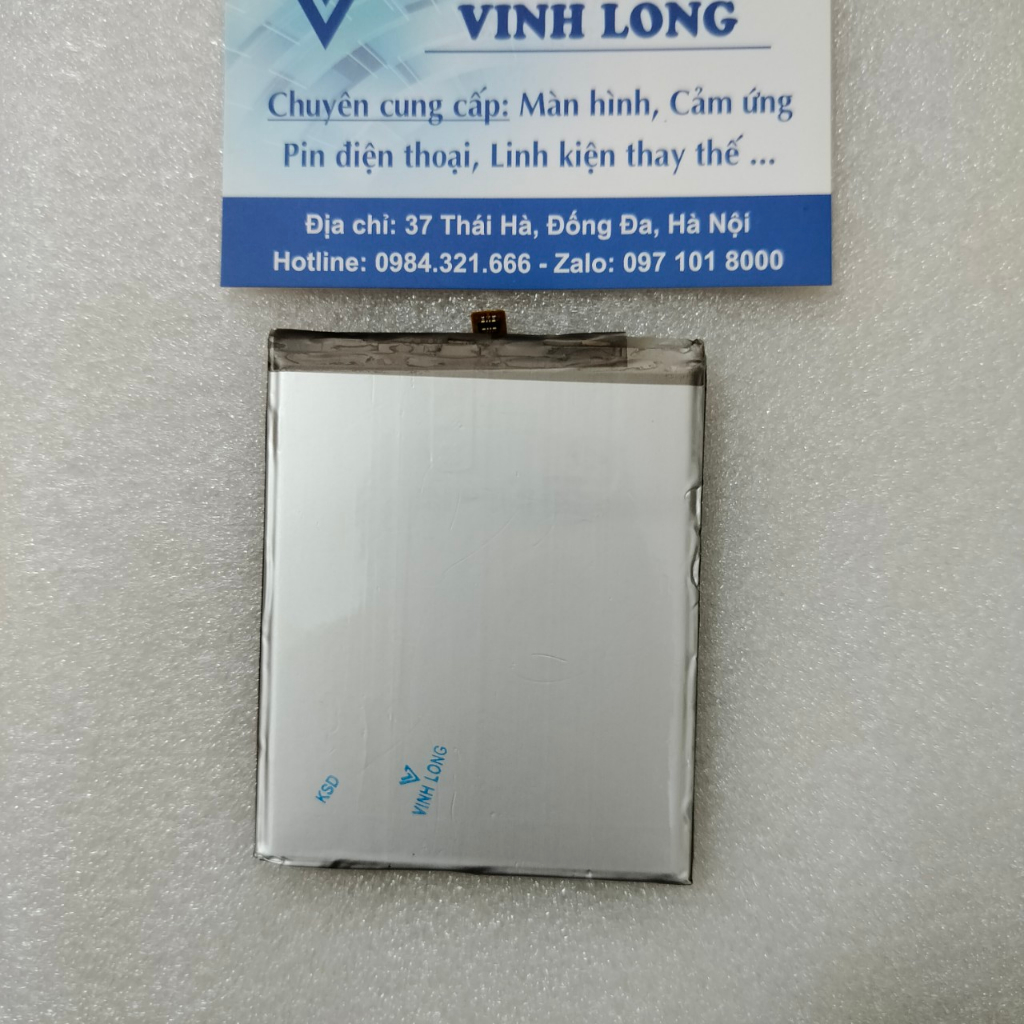 VINH LONG
Chuyên cung cấp: Màn hình, Cảm ứng
Pin điện thoại, Linh kiện thay thế ...
Địa chỉ: 37 Thái Hà, Đống Đa, Hà Nội
Hotline: 0984.321.666 - Zalo: 097 101 8000
KSD
VINH LONG